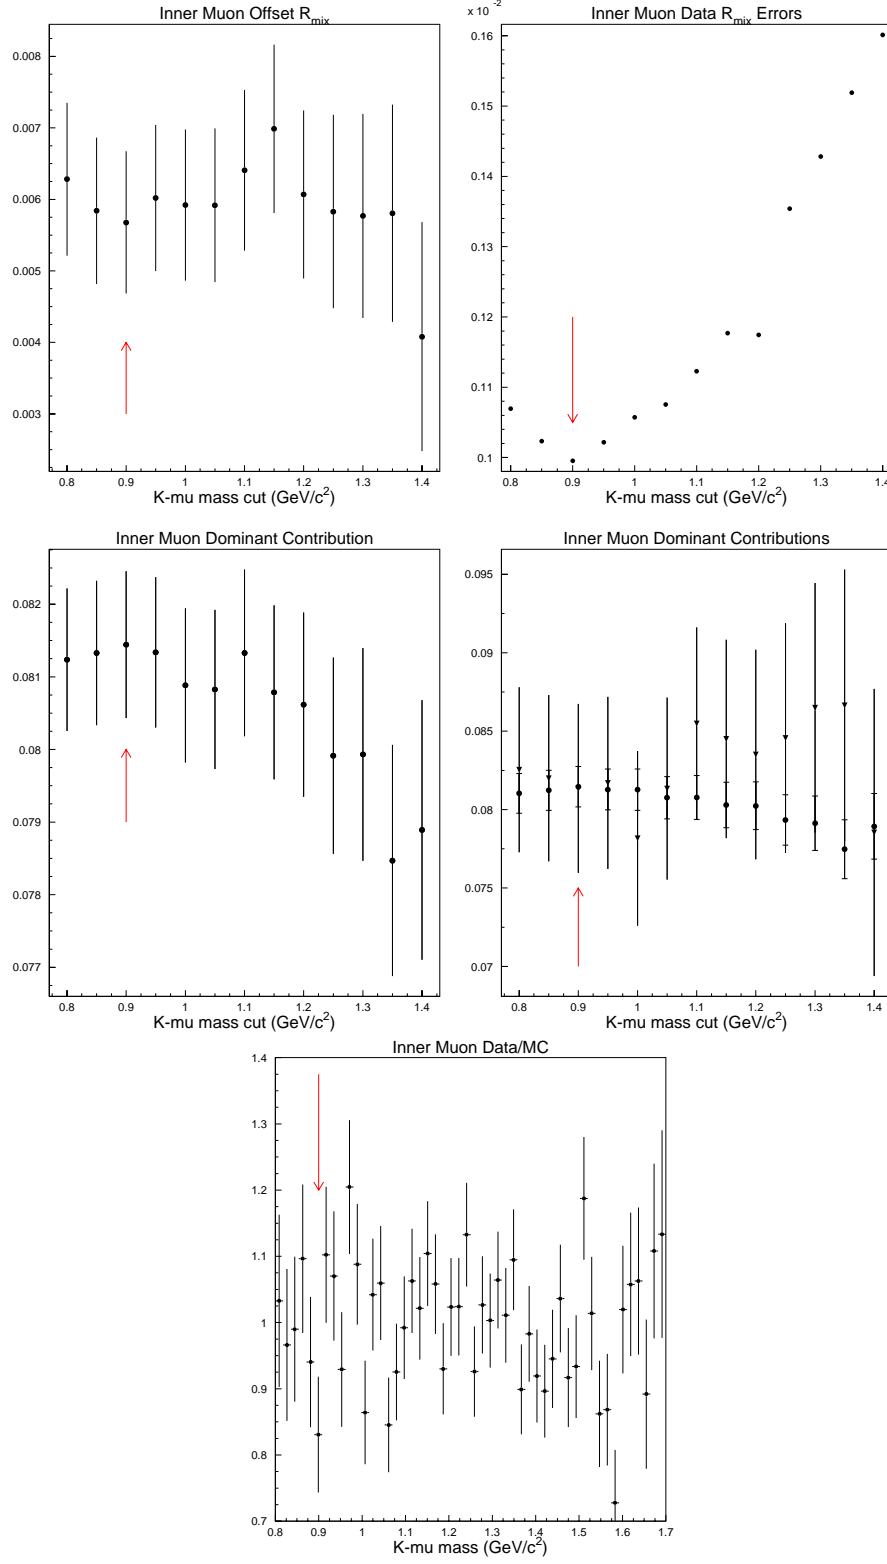 Inner Muon Offset R_mix
0.008
0.007
0.006
0.005
0.004
0.003
0.8 0.9 1 1.1 1.2 1.3 1.4
K-mu mass cut (GeV/c²)
x 10⁻²
Inner Muon Data R_mix Errors
0.16
0.15
0.14
0.13
0.12
0.11
0.1
0.8 0.9 1 1.1 1.2 1.3 1.4
K-mu mass cut (GeV/c²)
Inner Muon Dominant Contribution
0.082
0.081
0.08
0.079
0.078
0.077
0.8 0.9 1 1.1 1.2 1.3 1.4
K-mu mass cut (GeV/c²)
Inner Muon Dominant Contributions
0.095
0.09
0.085
0.08
0.075
0.07
0.8 0.9 1 1.1 1.2 1.3 1.4
K-mu mass cut (GeV/c²)
Inner Muon Data/MC
1.4
1.3
1.2
1.1
1
0.9
0.8
0.7
0.8 0.9 1 1.1 1.2 1.3 1.4 1.5 1.6 1.7
K-mu mass (GeV/c²)